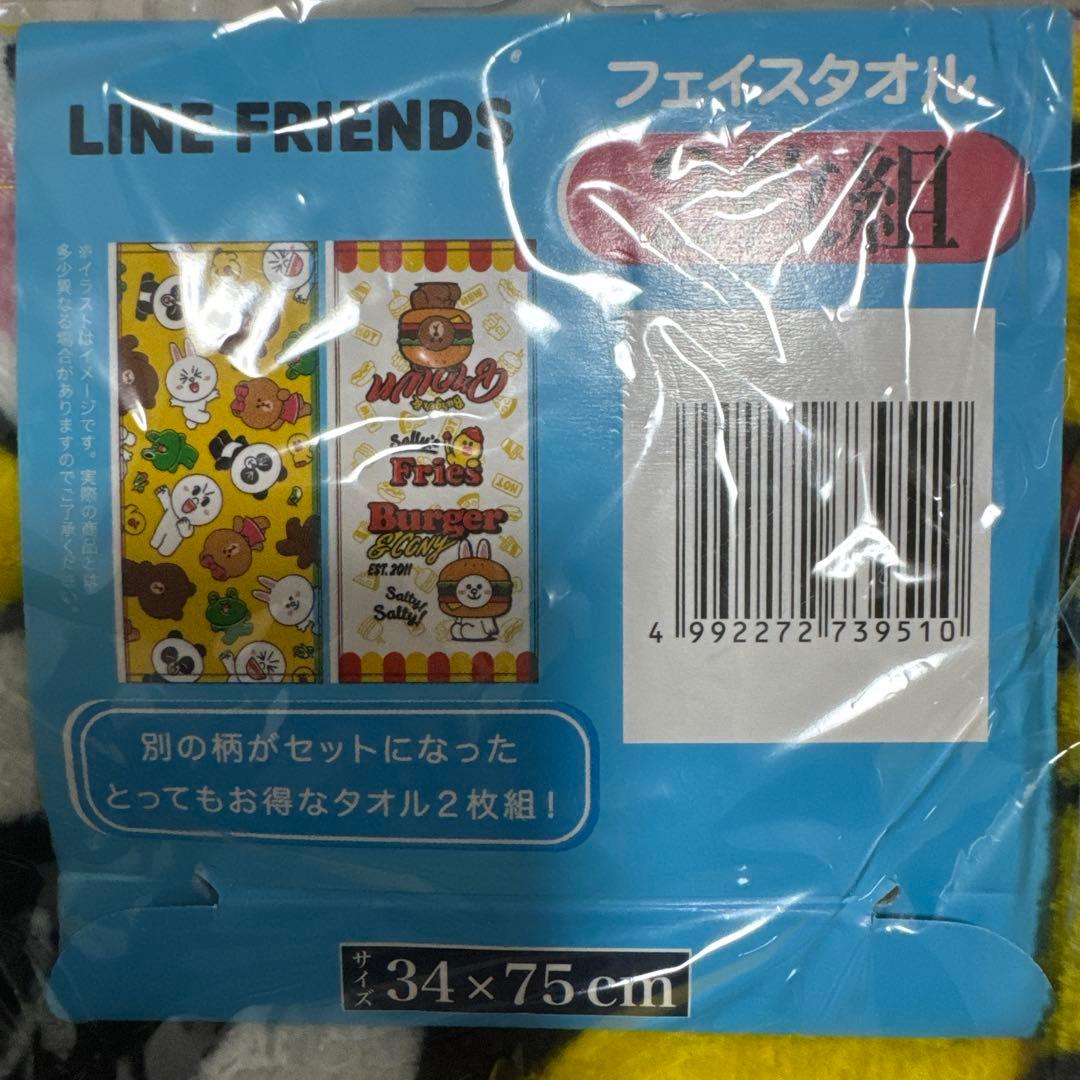 LINE FRIENDS
フェイスタオル
枚組
※イラストはイメージです。実際の商品とは
多少異なる場合がありますのでご了承ください。
HOT
Brown
Sally's
Fries
HOT
Burger
&CONY
EST. 2011
Salty!
Salty!
4 992272 739510
別の柄がセットになった
とってもお得なタオル2枚組!
サイズ 34×75cm